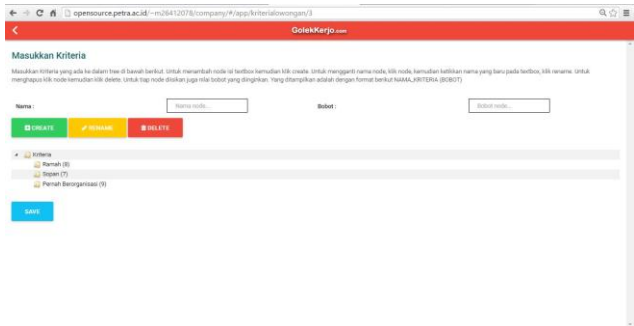 opensource.petra.ac.id/~m26412078/company/#/app/kriterialowongan/3
GolekKerjo.com
Masukkan Kriteria
Masukkan Kriteria yang ada ke dalam tree di bawah berikut. Untuk menambah node isi textbox kemudian klik create. Untuk mengganti nama node, klik node, kemudian ketikkan nama yang baru pada textbox, klik rename. Untuk
menghapus klik node kemudian klik delete. Untuk tiap node diisikan juga nilai bobot yang diinginkan. Yang ditampilkan adalah dengan format berikut NAMA_KRITERIA (BOBOT)
Nama : Nama node... Bobot : Bobot node...
CREATE RENAME DELETE
Kriteria
Ramah (8)
Sopan (7)
Pernah Berorganisasi (9)
SAVE